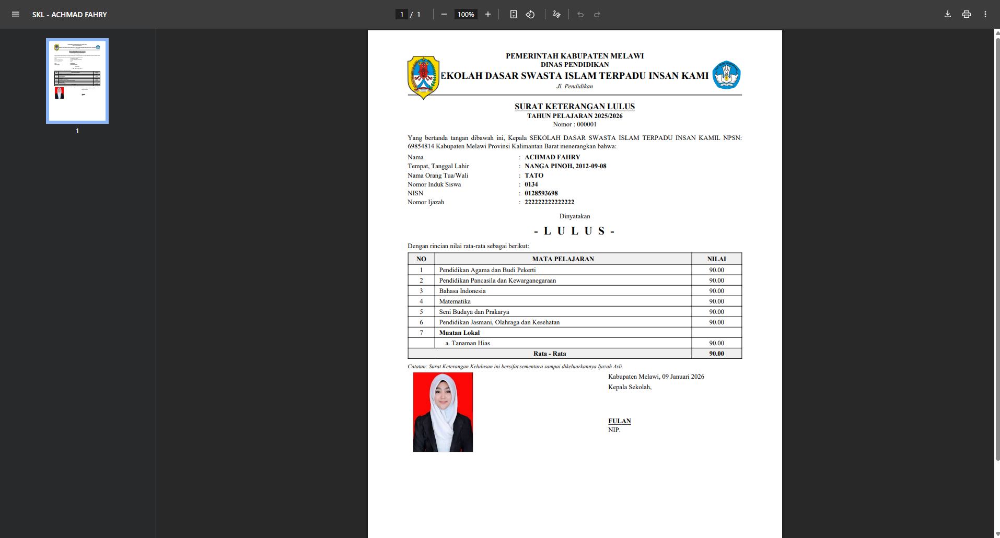 SKL - ACHMAD FAHRY
1 / 1
100%
1
PEMERINTAH KABUPATEN MELAWI
DINAS PENDIDIKAN
EKOLAH DASAR SWASTA ISLAM TERPADU INSAN KAMI
Jl. Pendidikan
SURAT KETERANGAN LULUS
TAHUN PELAJARAN 2025/2026
Nomor : 000001
Yang bertanda tangan dibawah ini, Kepala SEKOLAH DASAR SWASTA ISLAM TERPADU INSAN KAMIL NPSN:
69854814 Kabupaten Melawi Provinsi Kalimantan Barat menerangkan bahwa:
Nama : ACHMAD FAHRY
Tempat, Tanggal Lahir : NANGA PINOH, 2012-09-08
Nama Orang Tua/Wali : TATO
Nomor Induk Siswa : 0134
NISN : 0128593698
Nomor Ijazah : 222222222222222
Dinyatakan
- L U L U S -
Dengan rincian nilai rata-rata sebagai berikut:
NO MATA PELAJARAN NILAI
1 Pendidikan Agama dan Budi Pekerti 90.00
2 Pendidikan Pancasila dan Kewarganegaraan 90.00
3 Bahasa Indonesia 90.00
4 Matematika 90.00
5 Seni Budaya dan Prakarya 90.00
6 Pendidikan Jasmani, Olahraga dan Kesehatan 90.00
7 Muatan Lokal
a. Tanaman Hias 90.00
Rata - Rata 90.00
Catatan: Surat Keterangan Kelulusan ini bersifat sementara sampai dikeluarkannya Ijazah Asli.
Kabupaten Melawi, 09 Januari 2026
Kepala Sekolah,
FULAN
NIP.